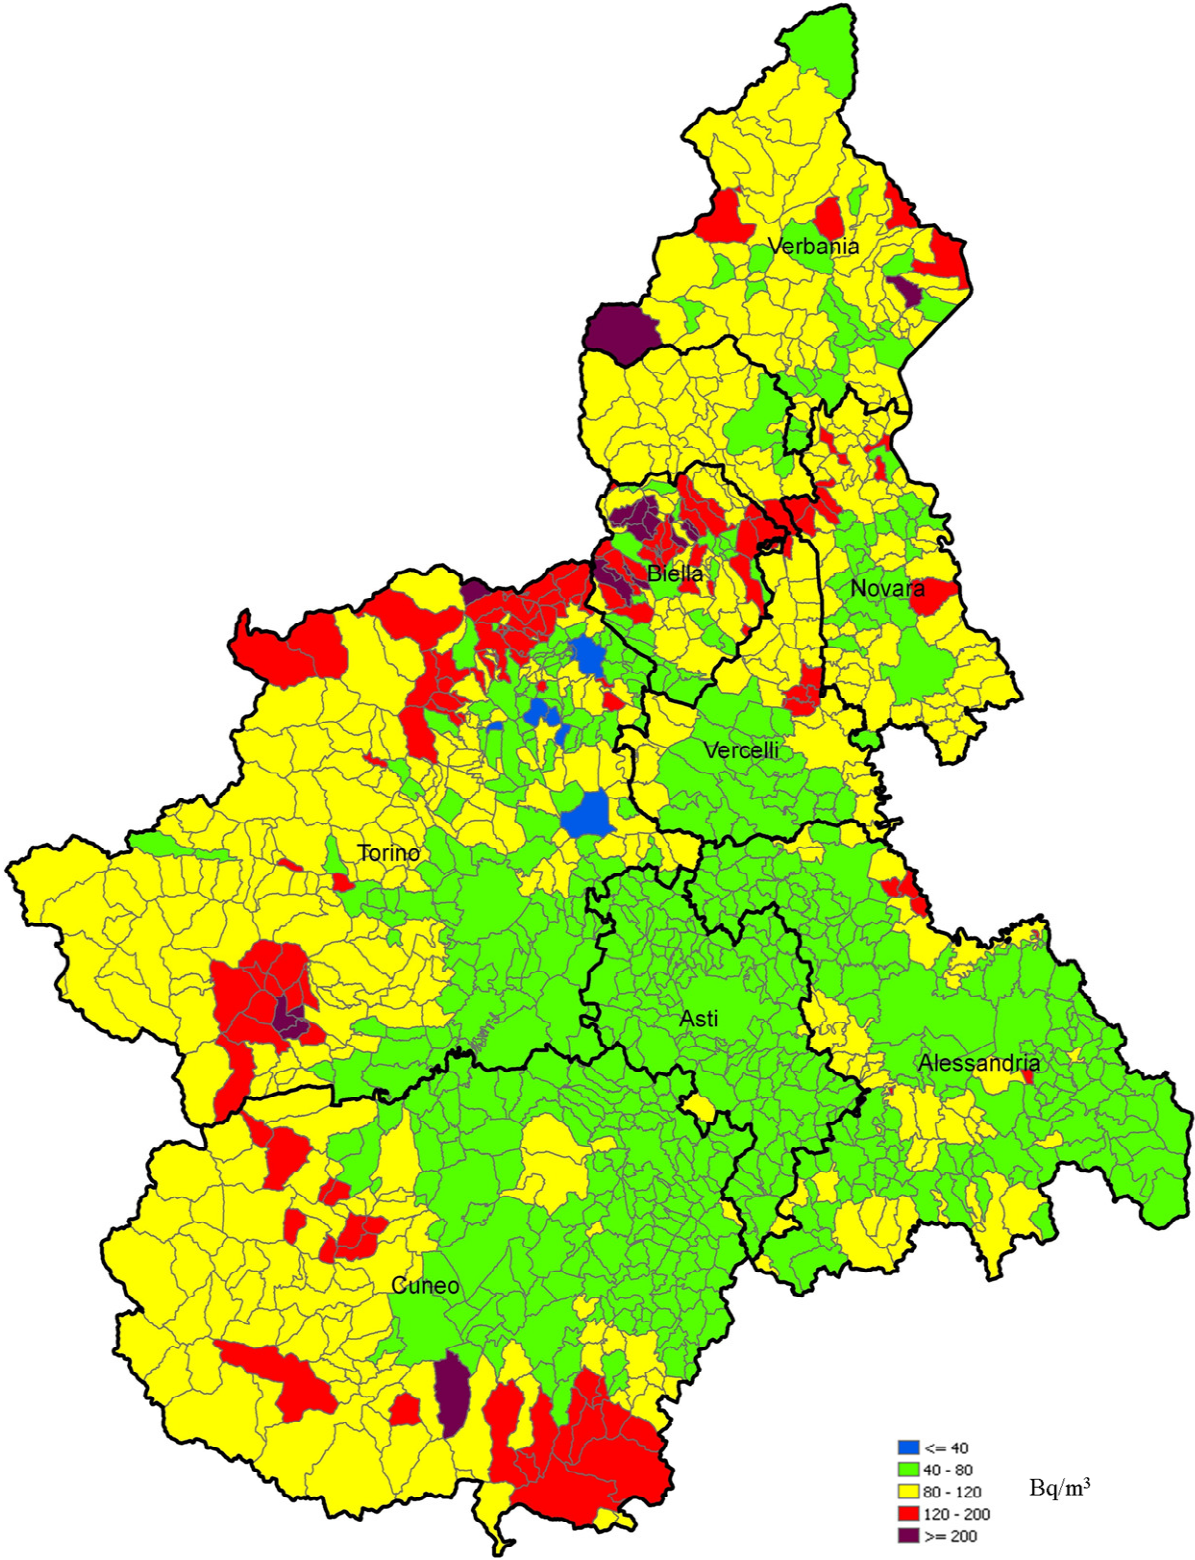 Verbania
Biella
Novara
Vercelli
Torino
Asti
Alessandria
Cuneo
<= 40
40 - 80
80 - 120
120 - 200
>= 200
Bq/m³